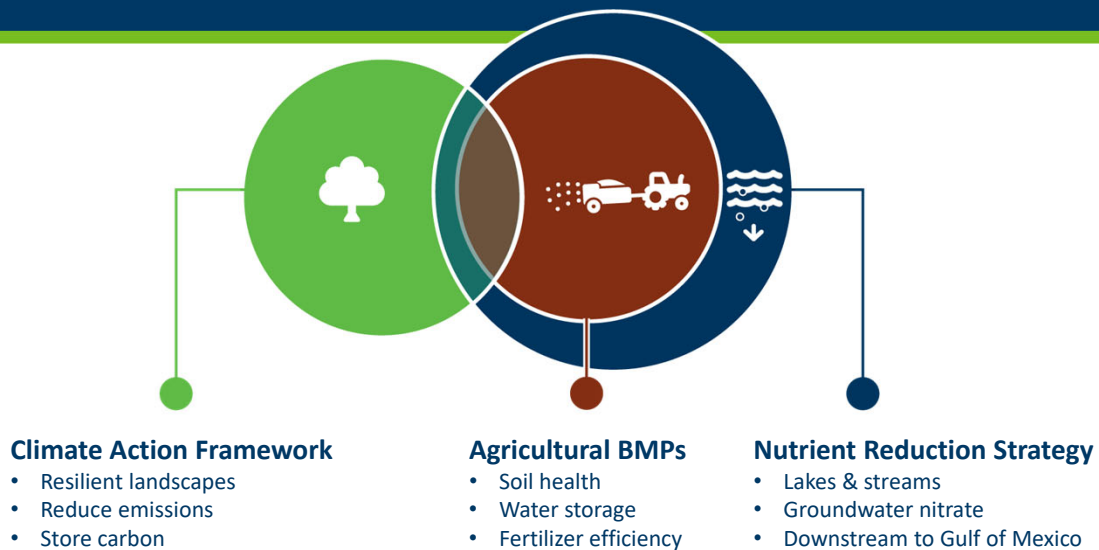 Climate Action Framework
• Resilient landscapes
• Reduce emissions
• Store carbon
Agricultural BMPs
• Soil health
• Water storage
• Fertilizer efficiency
Nutrient Reduction Strategy
• Lakes & streams
• Groundwater nitrate
• Downstream to Gulf of Mexico